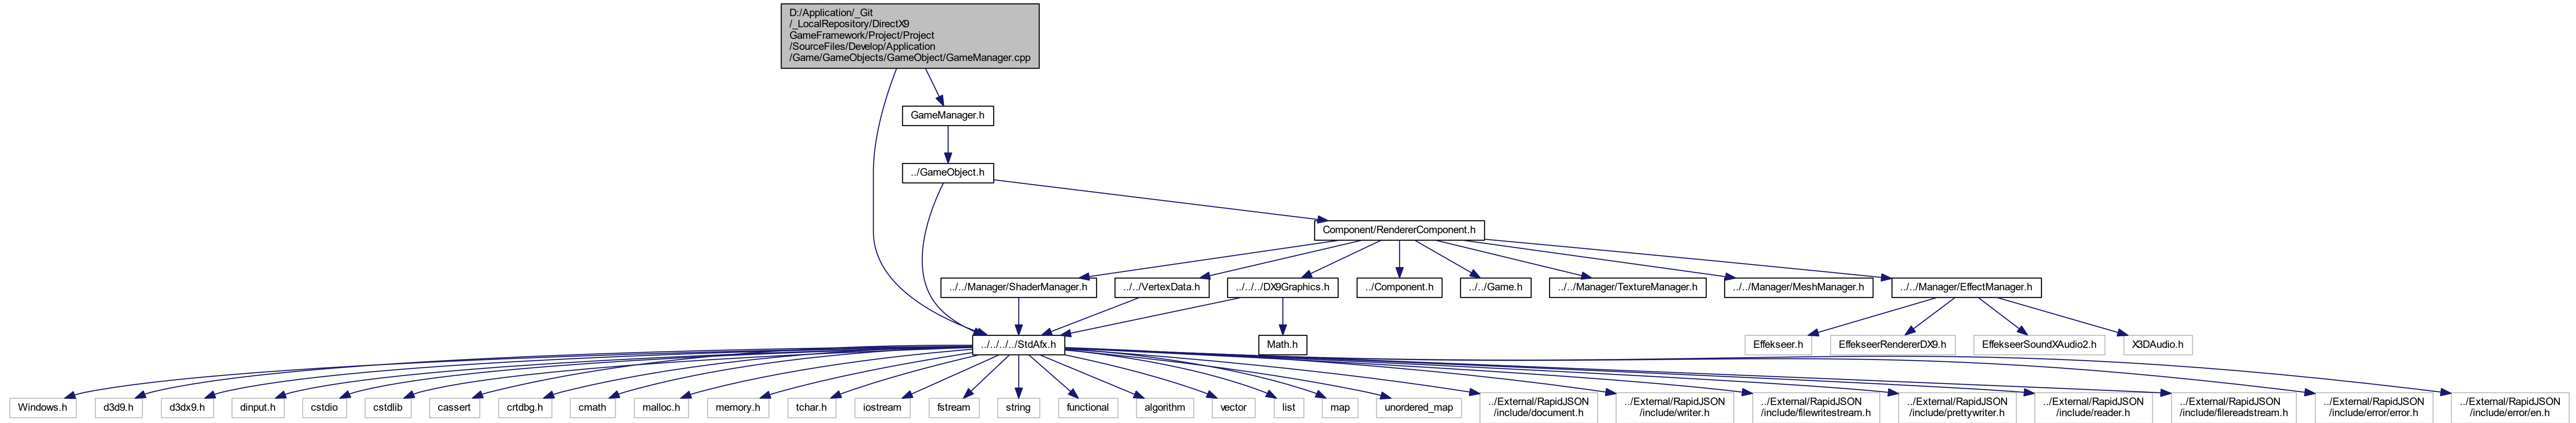 D:/Application/_Git
/_LocalRepository/DirectX9
GameFramework/Project/Project
/SourceFiles/Develop/Application
/Game/GameObjects/GameObject/GameManager.cpp
GameManager.h
../GameObject.h
Component/RendererComponent.h
../../Manager/ShaderManager.h
../../VertexData.h
../../../DX9Graphics.h
../Component.h
../../Game.h
../../Manager/TextureManager.h
../../Manager/MeshManager.h
../../Manager/EffectManager.h
../../../../StdAfx.h
Math.h
Effekseer.h
EffekseerRendererDX9.h
EffekseerSoundXAudio2.h
X3DAudio.h
Windows.h
d3d9.h
d3dx9.h
dinput.h
cstdio
cstdlib
cassert
crtdbg.h
cmath
malloc.h
memory.h
tchar.h
iostream
fstream
string
functional
algorithm
vector
list
map
unordered_map
../External/RapidJSON
/include/document.h
../External/RapidJSON
/include/writer.h
../External/RapidJSON
/include/filewritestream.h
../External/RapidJSON
/include/prettywriter.h
../External/RapidJSON
/include/reader.h
../External/RapidJSON
/include/filereadstream.h
../External/RapidJSON
/include/error/error.h
../External/RapidJSON
/include/error/en.h